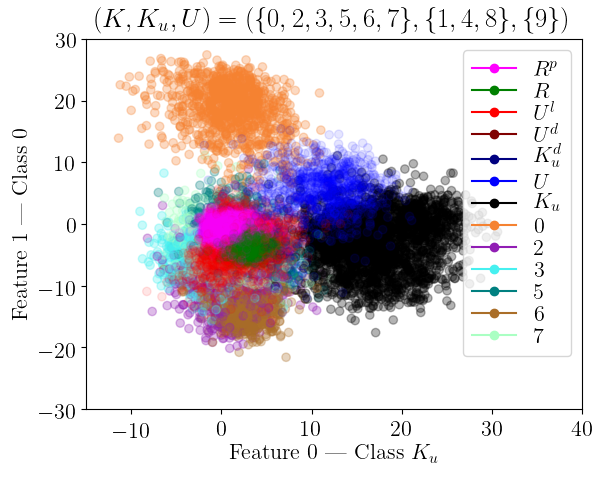 (K, K_u, U) = ({0, 2, 3, 5, 6, 7}, {1, 4, 8}, {9})
30
20
10
0
−10
−20
−30
−10
0
10
20
30
40
Feature 1 — Class 0
Feature 0 — Class K_u
R^p
R
U^l
U^d
K_u^d
U
K_u
0
2
3
5
6
7